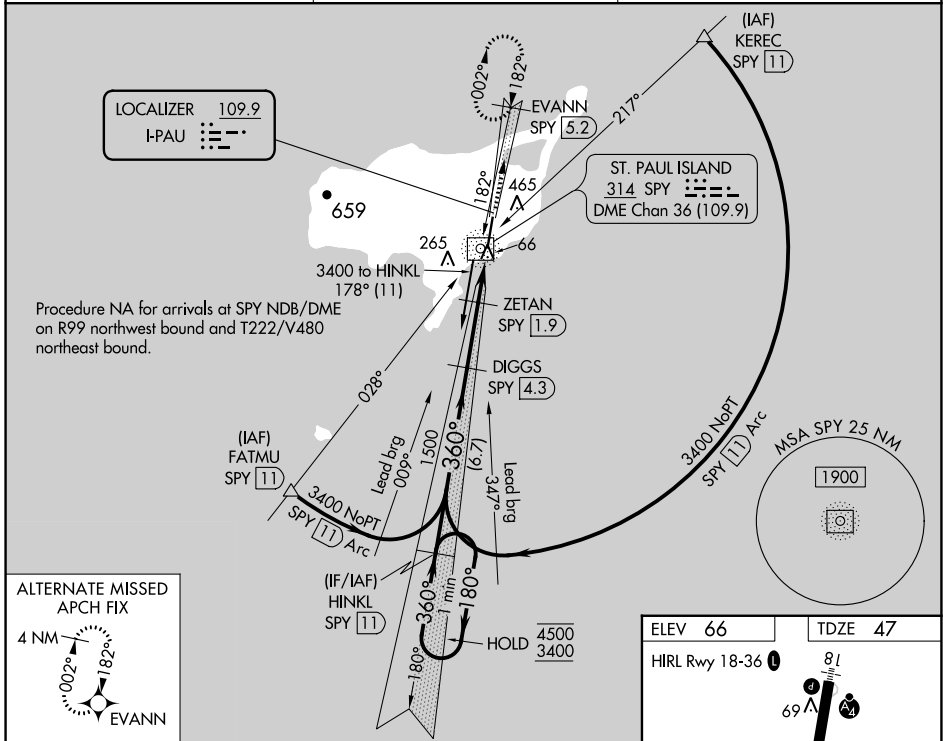 (IAF)
KEREC
SPY 11
002°
182°
EVANN
SPY 5.2
217°
LOCALIZER 109.9
I-PAU
182°
465
ST. PAUL ISLAND
314 SPY
DME Chan 36 (109.9)
659
265
66
3400 to HINKL
178° (11)
ZETAN
SPY 1.9
Procedure NA for arrivals at SPY NDB/DME
on R99 northwest bound and T222/V480
northeast bound.
DIGGS
SPY 4.3
028°
(IAF)
FATMU
SPY 11
Lead brg
009°
1500
360°
(6.7)
Lead brg
347°
3400 NoPT
SPY 11 Arc
3400 NoPT
SPY 11 Arc
MSA SPY 25 NM
1900
(IF/IAF)
HINKL
SPY 11
360°
1 min
180°
HOLD 4500
3400
180°
ALTERNATE MISSED
APCH FIX
4 NM
002°
182°
EVANN
ELEV 66
TDZE 47
HIRL Rwy 18-36 L
18
P
69
A4